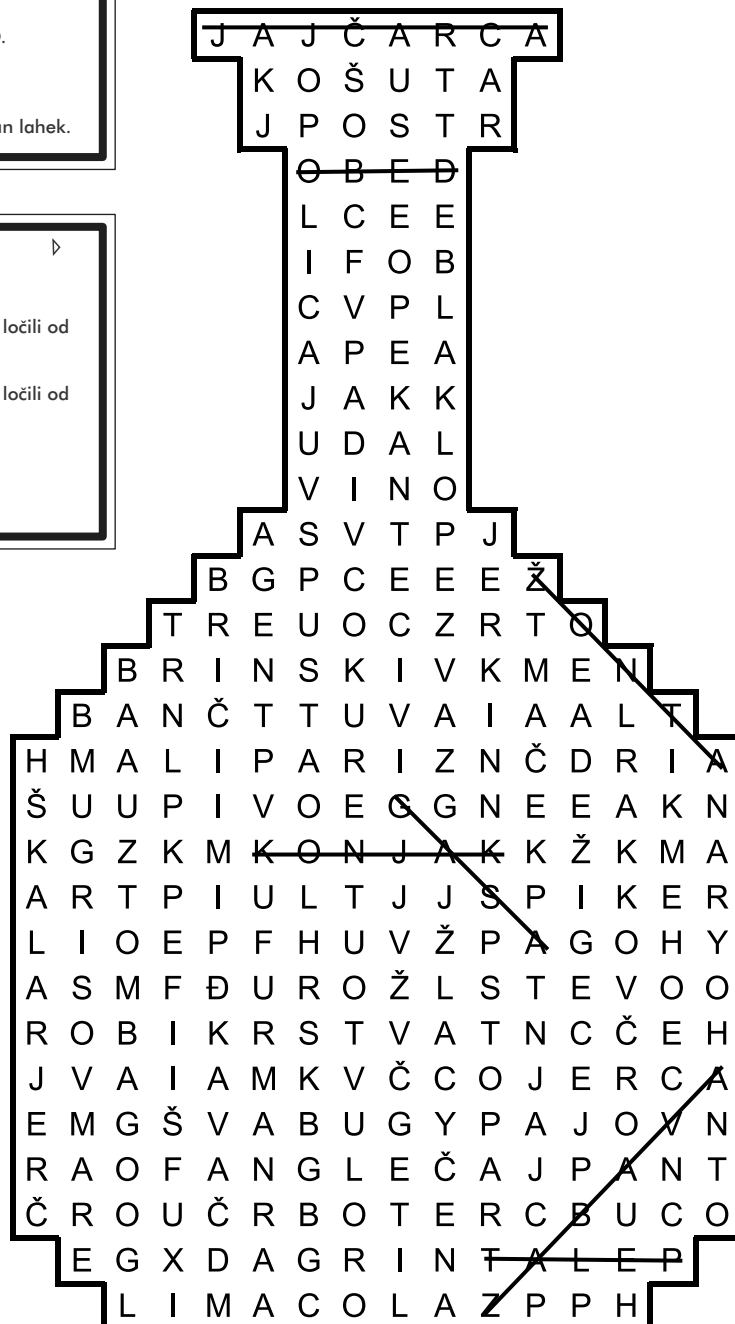 .
n lahek.
ločili od
ločili od
J A J Č A R C A
K O Š U T A
J P O S T R
O B E D
L C E E
I F O B
C V P L
A P E A
J A K K
U D A L
V I N O
A S V T P J
B G P C E E E Ž
T R E U O C Z R T O
B R I N S K I V K M E N
B A N Č T T U V A I A A L T
H M A L I P A R I Z N Č D R I A
Š U U P I V O E G G N E E A K N
K G Z K M K O N J A K K Ž K M A
A R T P I U L T J J S P I K E R
L I O E P F H U V Ž P A G O H Y
A S M F Đ U R O Ž L S T E V O O
R O B I K R S T V A T N C Č E H
J V A I A M K V Č C O J E R C A
E M G Š V A B U G Y P A J O V N
R A O F A N G L E Č A J P A N T
Č R O U Č R B O T E R C B U C O
E G X D A G R I N T A L E P
L I M A C O L A Z P P H